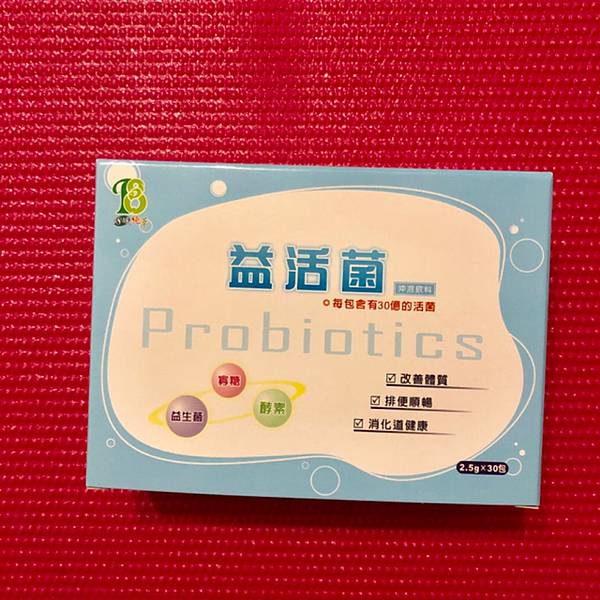 益活菌
沖泡飲料
每包含有30億的活菌
Probiotics
寡糖
益生菌
酵素
☑ 改善體質
☑ 排便順暢
☑ 消化道健康
2.5g×30包